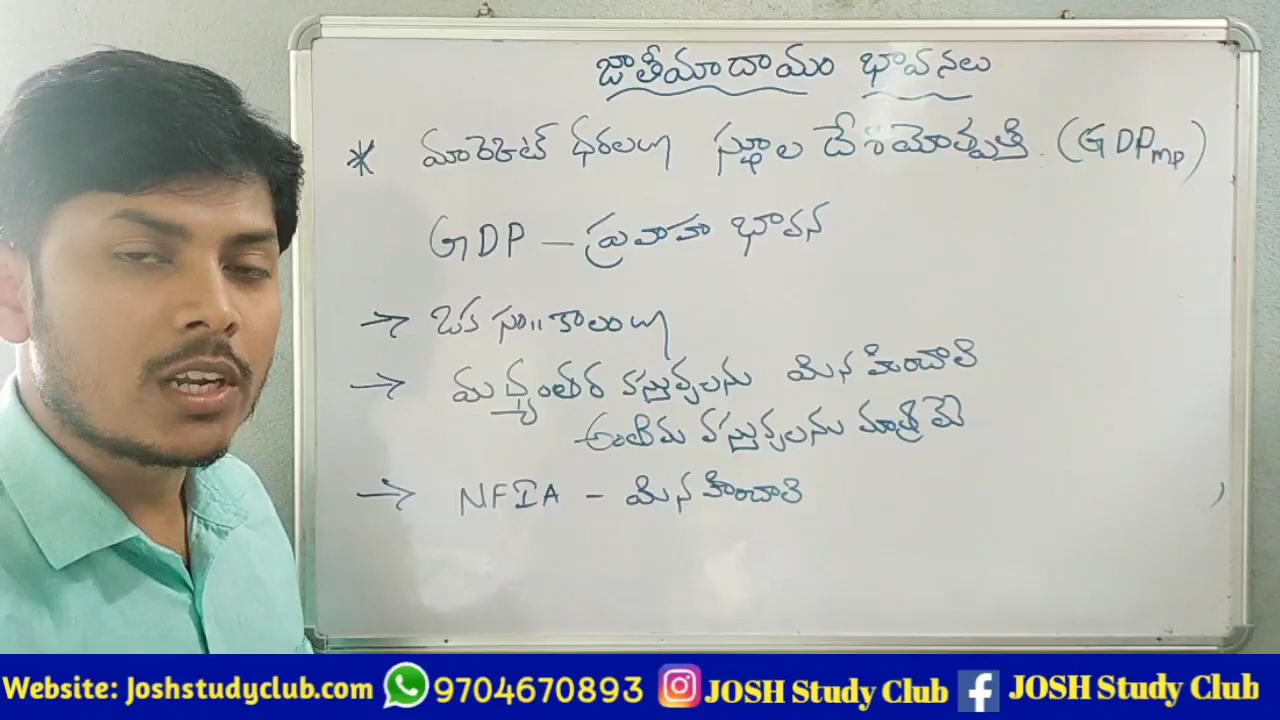 జాతీయాదాయం భావనలు
* మార్కెట్ ధరలలో స్థూల దేశీయోత్పత్తి. (GDPmp)
GDP – ప్రవాహ భావన
→ ఒక సం॥ కాలంలో
→ మధ్యంతర వస్తువులను మినహించాలి
అంతిమ వస్తువులను మాత్రమే
→ NFIA – మినహించాలి
Website: Joshstudyclub.com 9704670893 JOSH Study Club JOSH Study Club